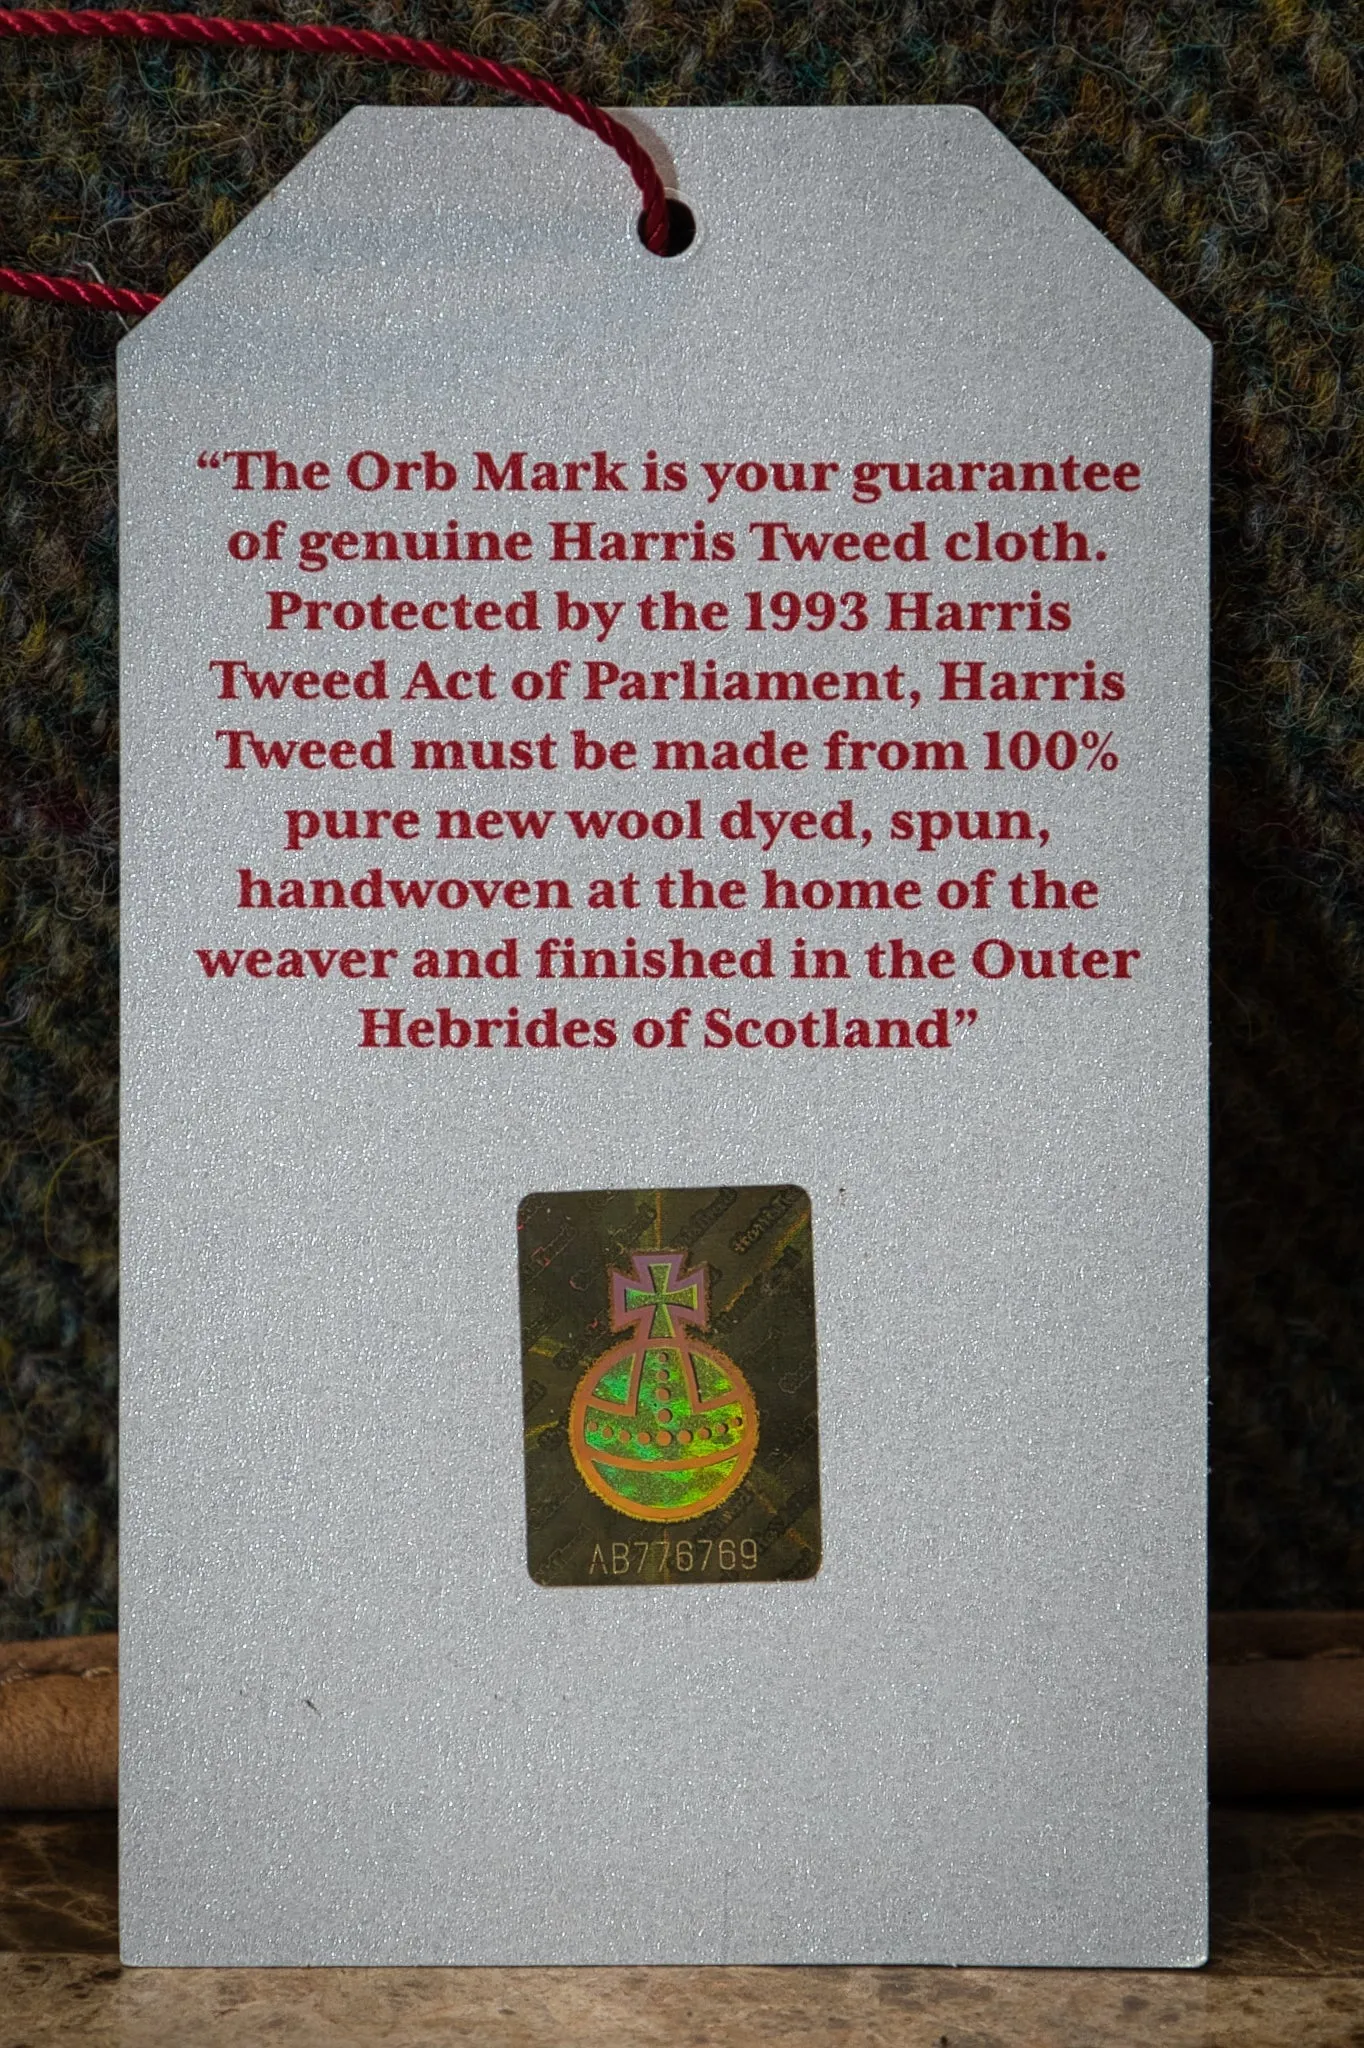 “The Orb Mark is your guarantee
of genuine Harris Tweed cloth.
Protected by the 1993 Harris
Tweed Act of Parliament, Harris
Tweed must be made from 100%
pure new wool dyed, spun,
handwoven at the home of the
weaver and finished in the Outer
Hebrides of Scotland”
AB776769